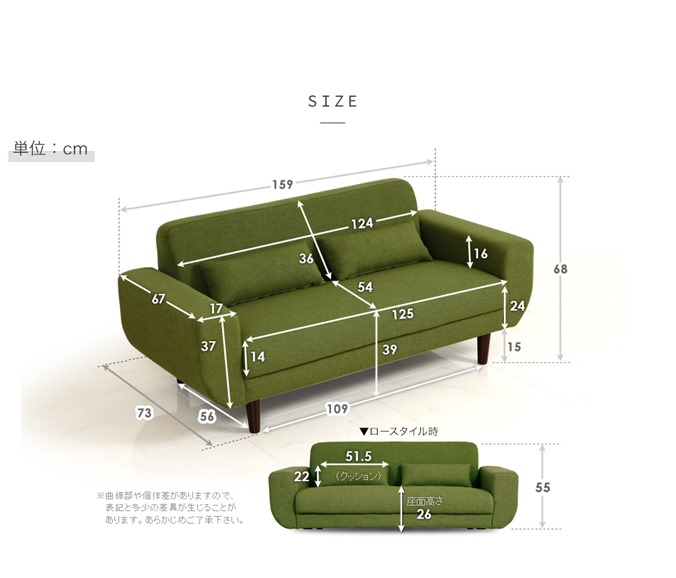 SIZE
単位：cm
159
124
36
16
68
67
17
54
125
24
37
14
39
15
73
56
109
▼ロースタイル時
51.5
22
（クッション）
55
座面高さ
26
※曲線部や個体差がありますので、
表記と多少の差異が生じることが
あります。あらかじめご了承下さい。